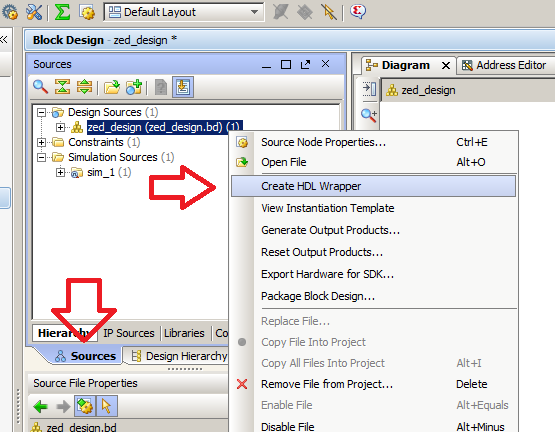 Default Layout
Block Design - zed_design *
Sources
Diagram
Address Editor
zed_design
Design Sources (1)
zed_design (zed_design.bd) (1)
Constraints
Simulation Sources (1)
sim_1 (1)
Source Node Properties... Ctrl+E
Open File Alt+O
Create HDL Wrapper
View Instantiation Template
Generate Output Products...
Reset Output Products...
Export Hardware for SDK...
Package Block Design...
Replace File...
Copy File Into Project
Copy All Files Into Project Alt+I
Remove File from Project... Delete
Enable File Alt+Equals
Disable File Alt+Minus
Hierarchy IP Sources Libraries Co
Sources Design Hierarchy
Source File Properties
zed_design.bd